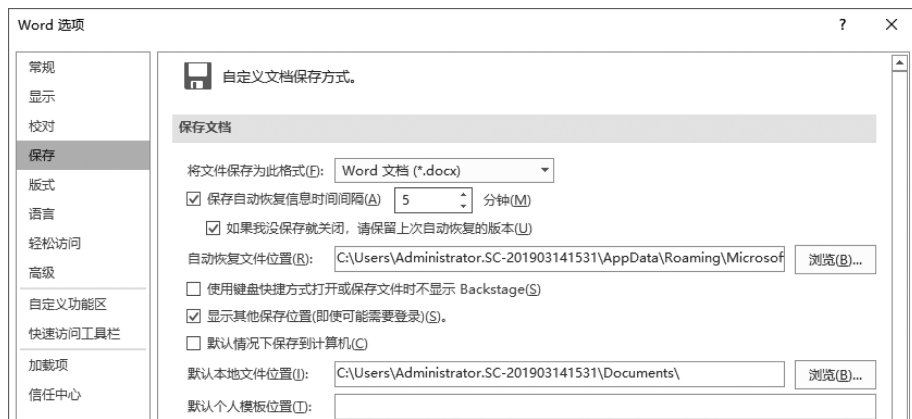 Word 选项
? ×
常规
显示
校对
保存
版式
语言
轻松访问
高级
自定义功能区
快速访问工具栏
加载项
信任中心
自定义文档保存方式。
保存文档
将文件保存为此格式(F): Word 文档 (*.docx)
保存自动恢复信息时间间隔(A) 5 分钟(M)
如果我没保存就关闭，请保留上次自动恢复的版本(U)
自动恢复文件位置(R): C:\Users\Administrator.SC-201903141531\AppData\Roaming\Microsof 浏览(B)...
使用键盘快捷方式打开或保存文件时不显示 Backstage(S)
显示其他保存位置(即使可能需要登录)(S)。
默认情况下保存到计算机(C)
默认本地文件位置(I): C:\Users\Administrator.SC-201903141531\Documents\ 浏览(B)...
默认个人模板位置(T):